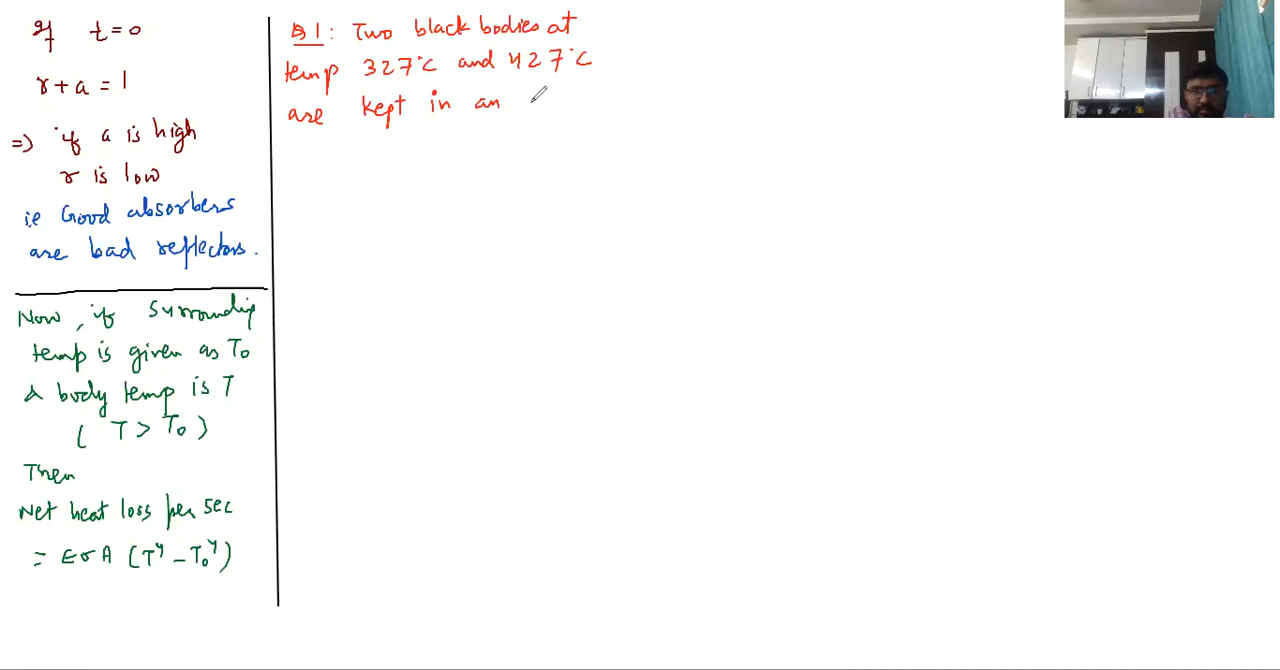 If t=0
r+a=1
=> if a is high
r is low
i.e Good absorbers
are bad reflectors.
Now, if Surrounding
temp is given as T₀
& body temp is T
( T > T₀ )
Then
Net heat loss per sec
= EσA (T⁴ - T₀⁴)
Q1: Two black bodies at
temp 327°C and 427°C
are kept in an